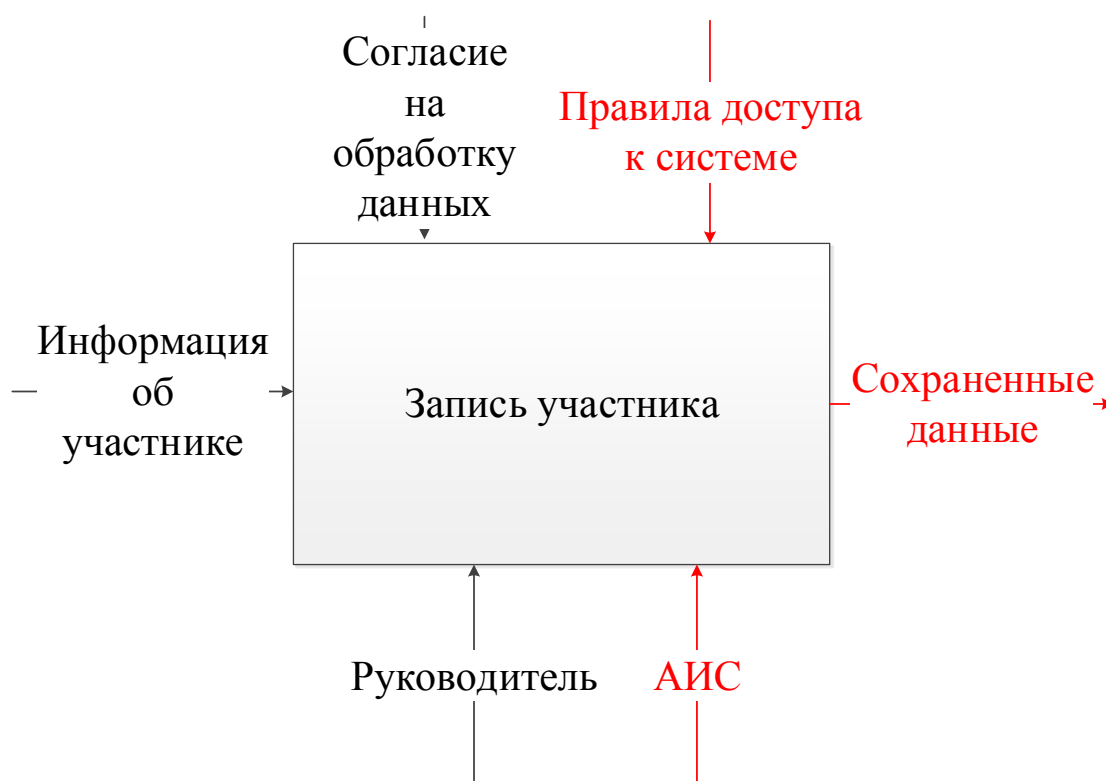 Согласие
на
обработку
данных
Правила доступа
к системе
Информация
об
участнике
Запись участника
Сохраненные
данные
Руководитель
АИС